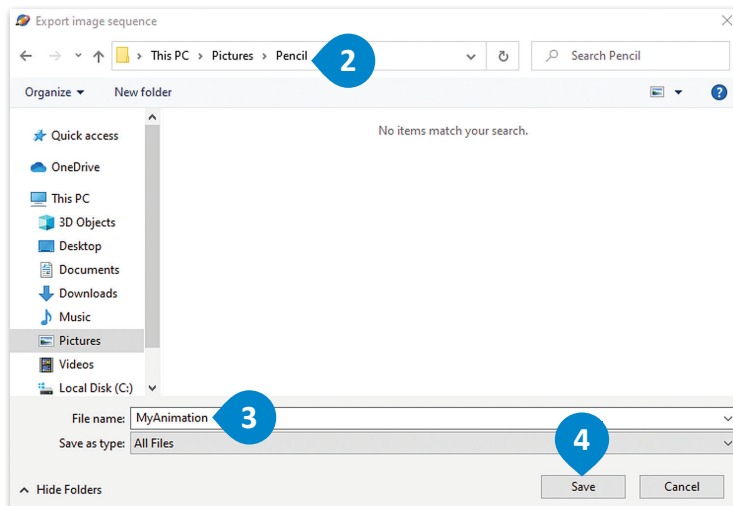 Export image sequence
This PC > Pictures > Pencil
2
Search Pencil
Organize
New folder
?
Quick access
No items match your search.
OneDrive
This PC
3D Objects
Desktop
Documents
Downloads
Music
Pictures
Videos
Local Disk (C:)
File name: MyAnimation
3
Save as type: All Files
4
Hide Folders
Save
Cancel